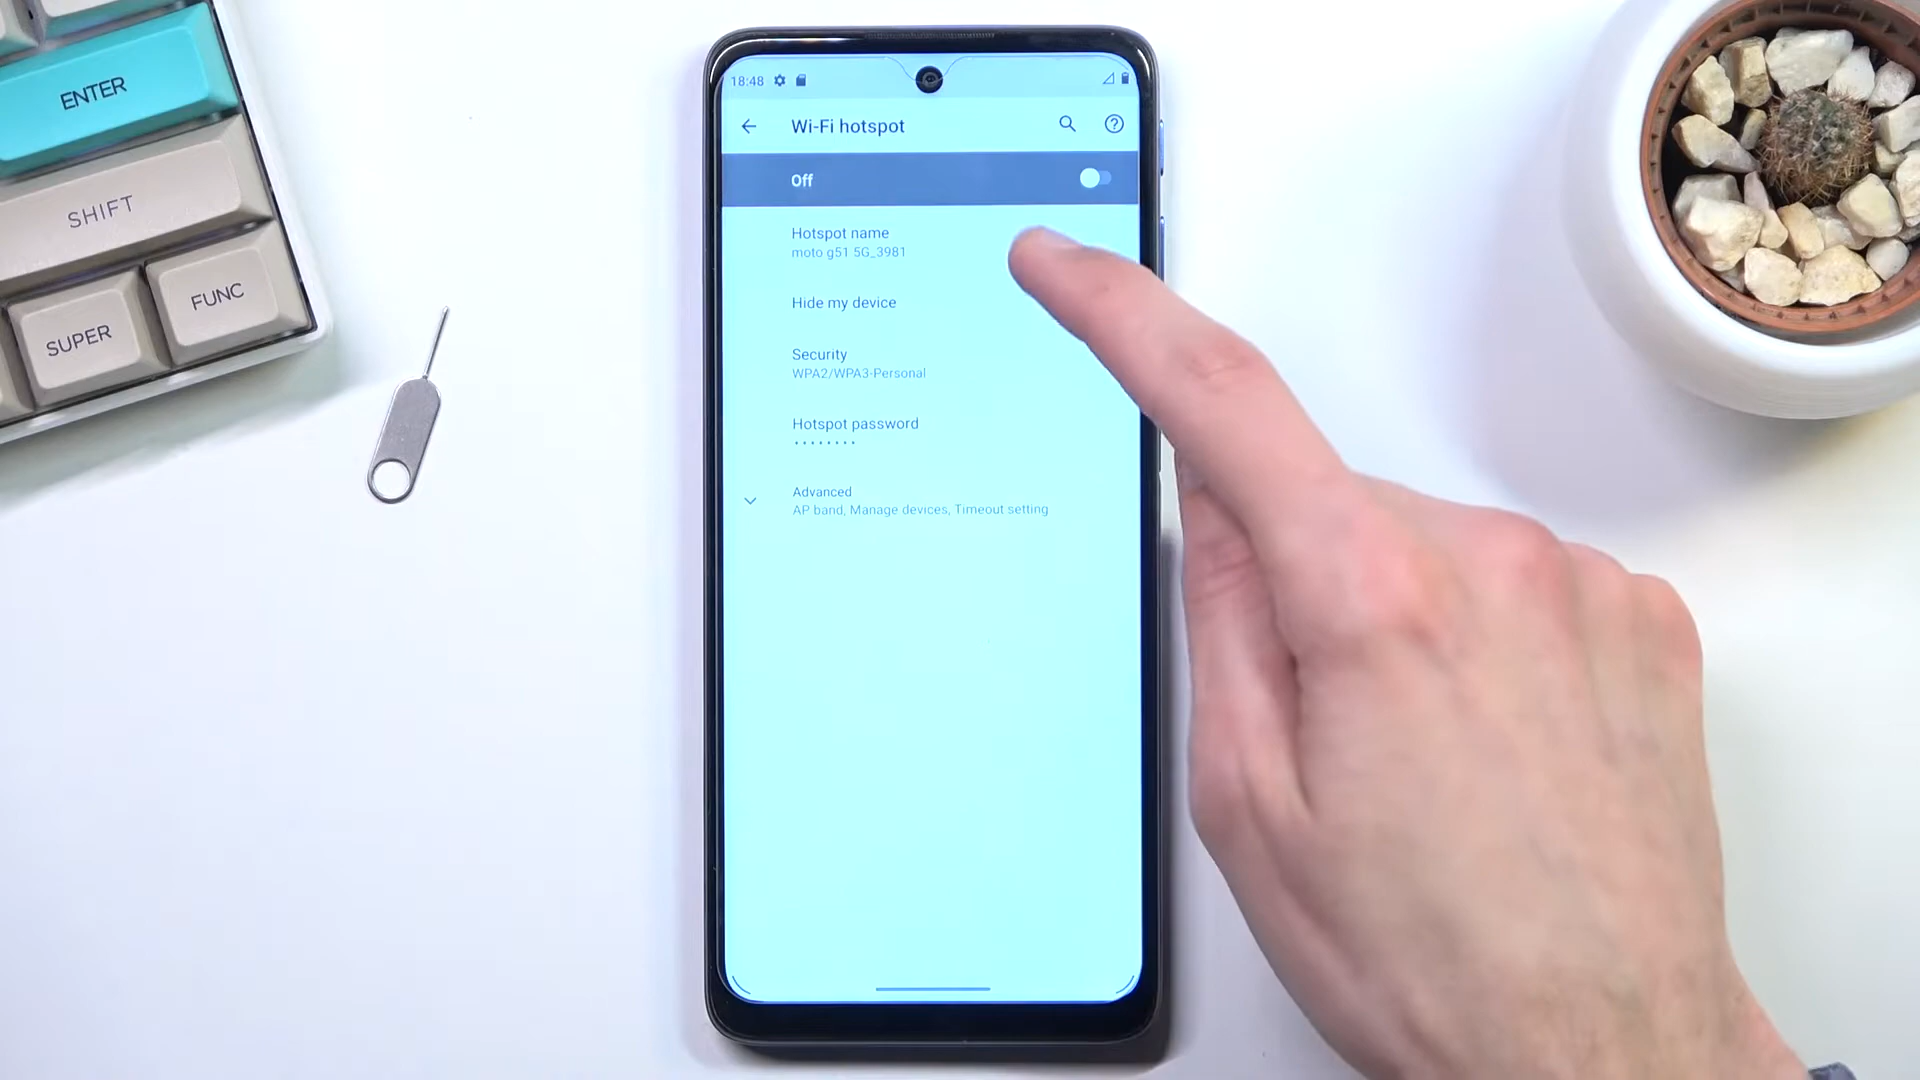 ENTER
SHIFT
SUPER
FUNC
18:48
Wi-Fi hotspot
Off
Hotspot name
moto g51 5G_3981
Hide my device
Security
WPA2/WPA3-Personal
Hotspot password
••••••••
Advanced
AP band, Manage devices, Timeout setting